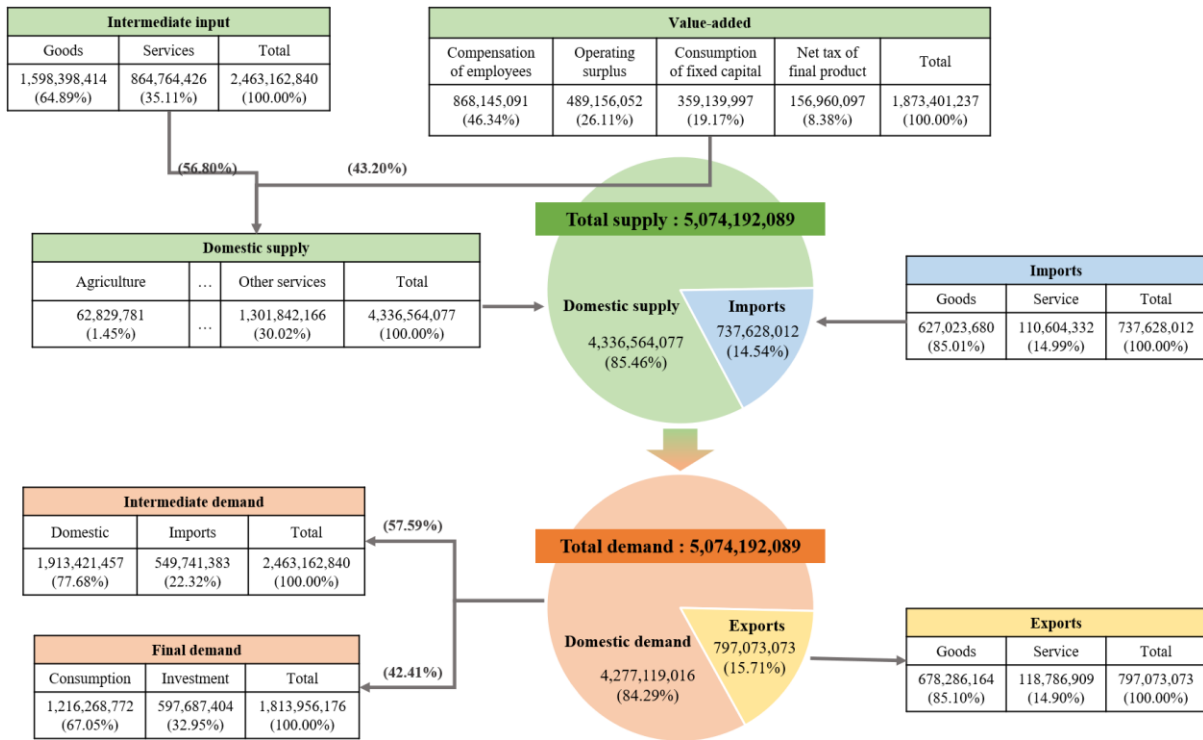 Intermediate input
Goods Services Total
1,598,398,414 864,764,426 2,463,162,840
(64.89%) (35.11%) (100.00%)
Value-added
Compensation of employees Operating surplus Consumption of fixed capital Net tax of final product Total
868,145,091 489,156,052 359,139,997 156,960,097 1,873,401,237
(46.34%) (26.11%) (19.17%) (8.38%) (100.00%)
(56.80%) (43.20%)
Total supply : 5,074,192,089
Domestic supply
Agriculture … Other services Total
62,829,781 … 1,301,842,166 4,336,564,077
(1.45%) (30.02%) (100.00%)
Domestic supply
4,336,564,077
(85.46%)
Imports
737,628,012
(14.54%)
Imports
Goods Service Total
627,023,680 110,604,332 737,628,012
(85.01%) (14.99%) (100.00%)
Intermediate demand
Domestic Imports Total
1,913,421,457 549,741,383 2,463,162,840
(77.68%) (22.32%) (100.00%)
(57.59%)
Total demand : 5,074,192,089
Final demand
Consumption Investment Total
1,216,268,772 597,687,404 1,813,956,176
(67.05%) (32.95%) (100.00%)
(42.41%)
Domestic demand
4,277,119,016
(84.29%)
Exports
797,073,073
(15.71%)
Exports
Goods Service Total
678,286,164 118,786,909 797,073,073
(85.10%) (14.90%) (100.00%)